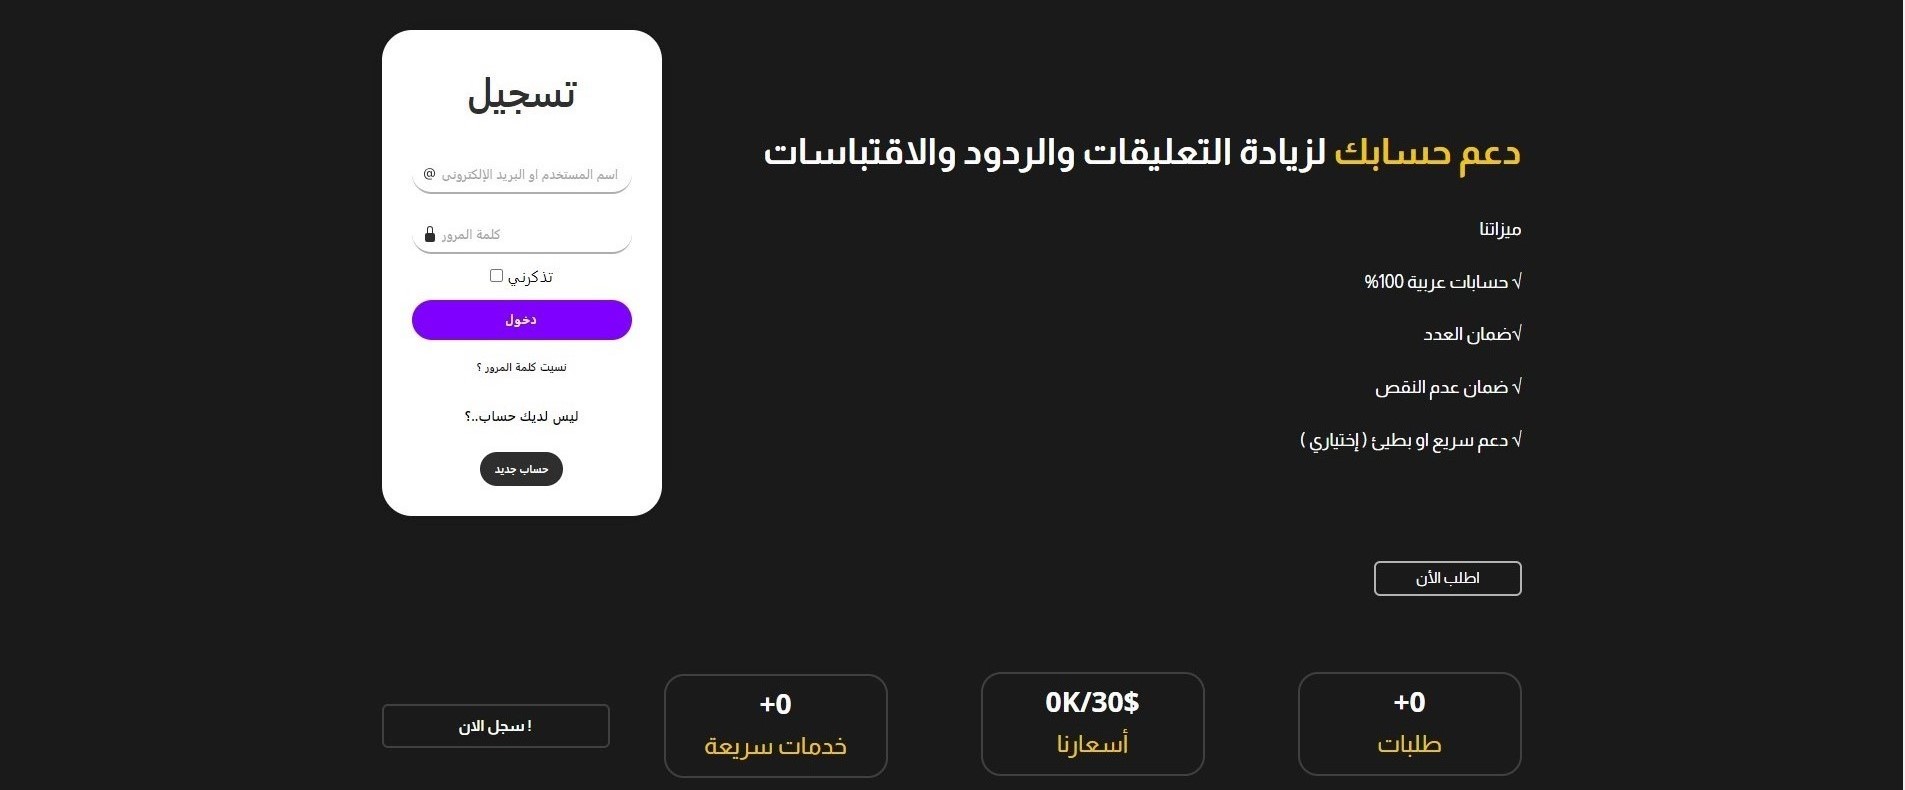 تسجيل
اسم المستخدم او البريد الإلكتروني @
كلمة المرور
تذكرني
دخول
نسيت كلمة المرور ؟
ليس لديك حساب..؟
حساب جديد
دعم حسابك لزيادة التعليقات والردود والاقتباسات
ميزاتنا
√ حسابات عربية 100%
√ضمان العدد
√ ضمان عدم النقص
√ دعم سريع او بطيئ ( إختياري )
اطلب الأن
+0
طلبات
0K/30$
أسعارنا
+0
خدمات سريعة
سجل الان !